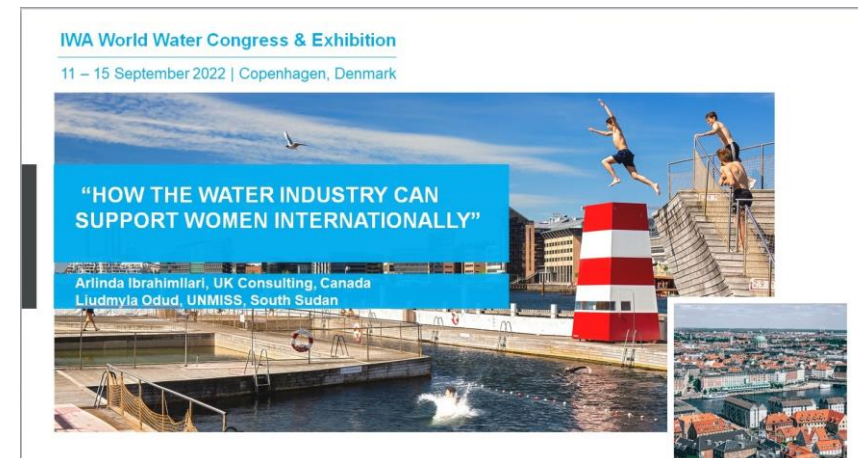 IWA World Water Congress & Exhibition
11 – 15 September 2022 | Copenhagen, Denmark
“HOW THE WATER INDUSTRY CAN
SUPPORT WOMEN INTERNATIONALLY”
Arlinda Ibrahimllari, UK Consulting, Canada
Liudmyla Odud, UNMISS, South Sudan